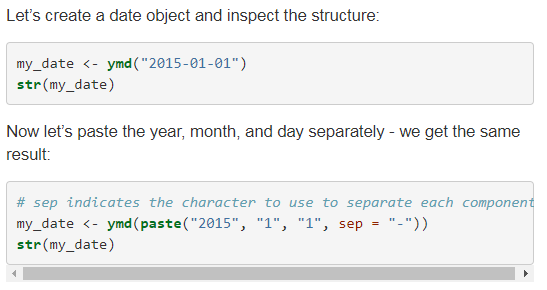 Let’s create a date object and inspect the structure:
my_date <- ymd("2015-01-01")
str(my_date)
Now let’s paste the year, month, and day separately - we get the same
result:
# sep indicates the character to use to separate each component
my_date <- ymd(paste("2015", "1", "1", sep = "-"))
str(my_date)